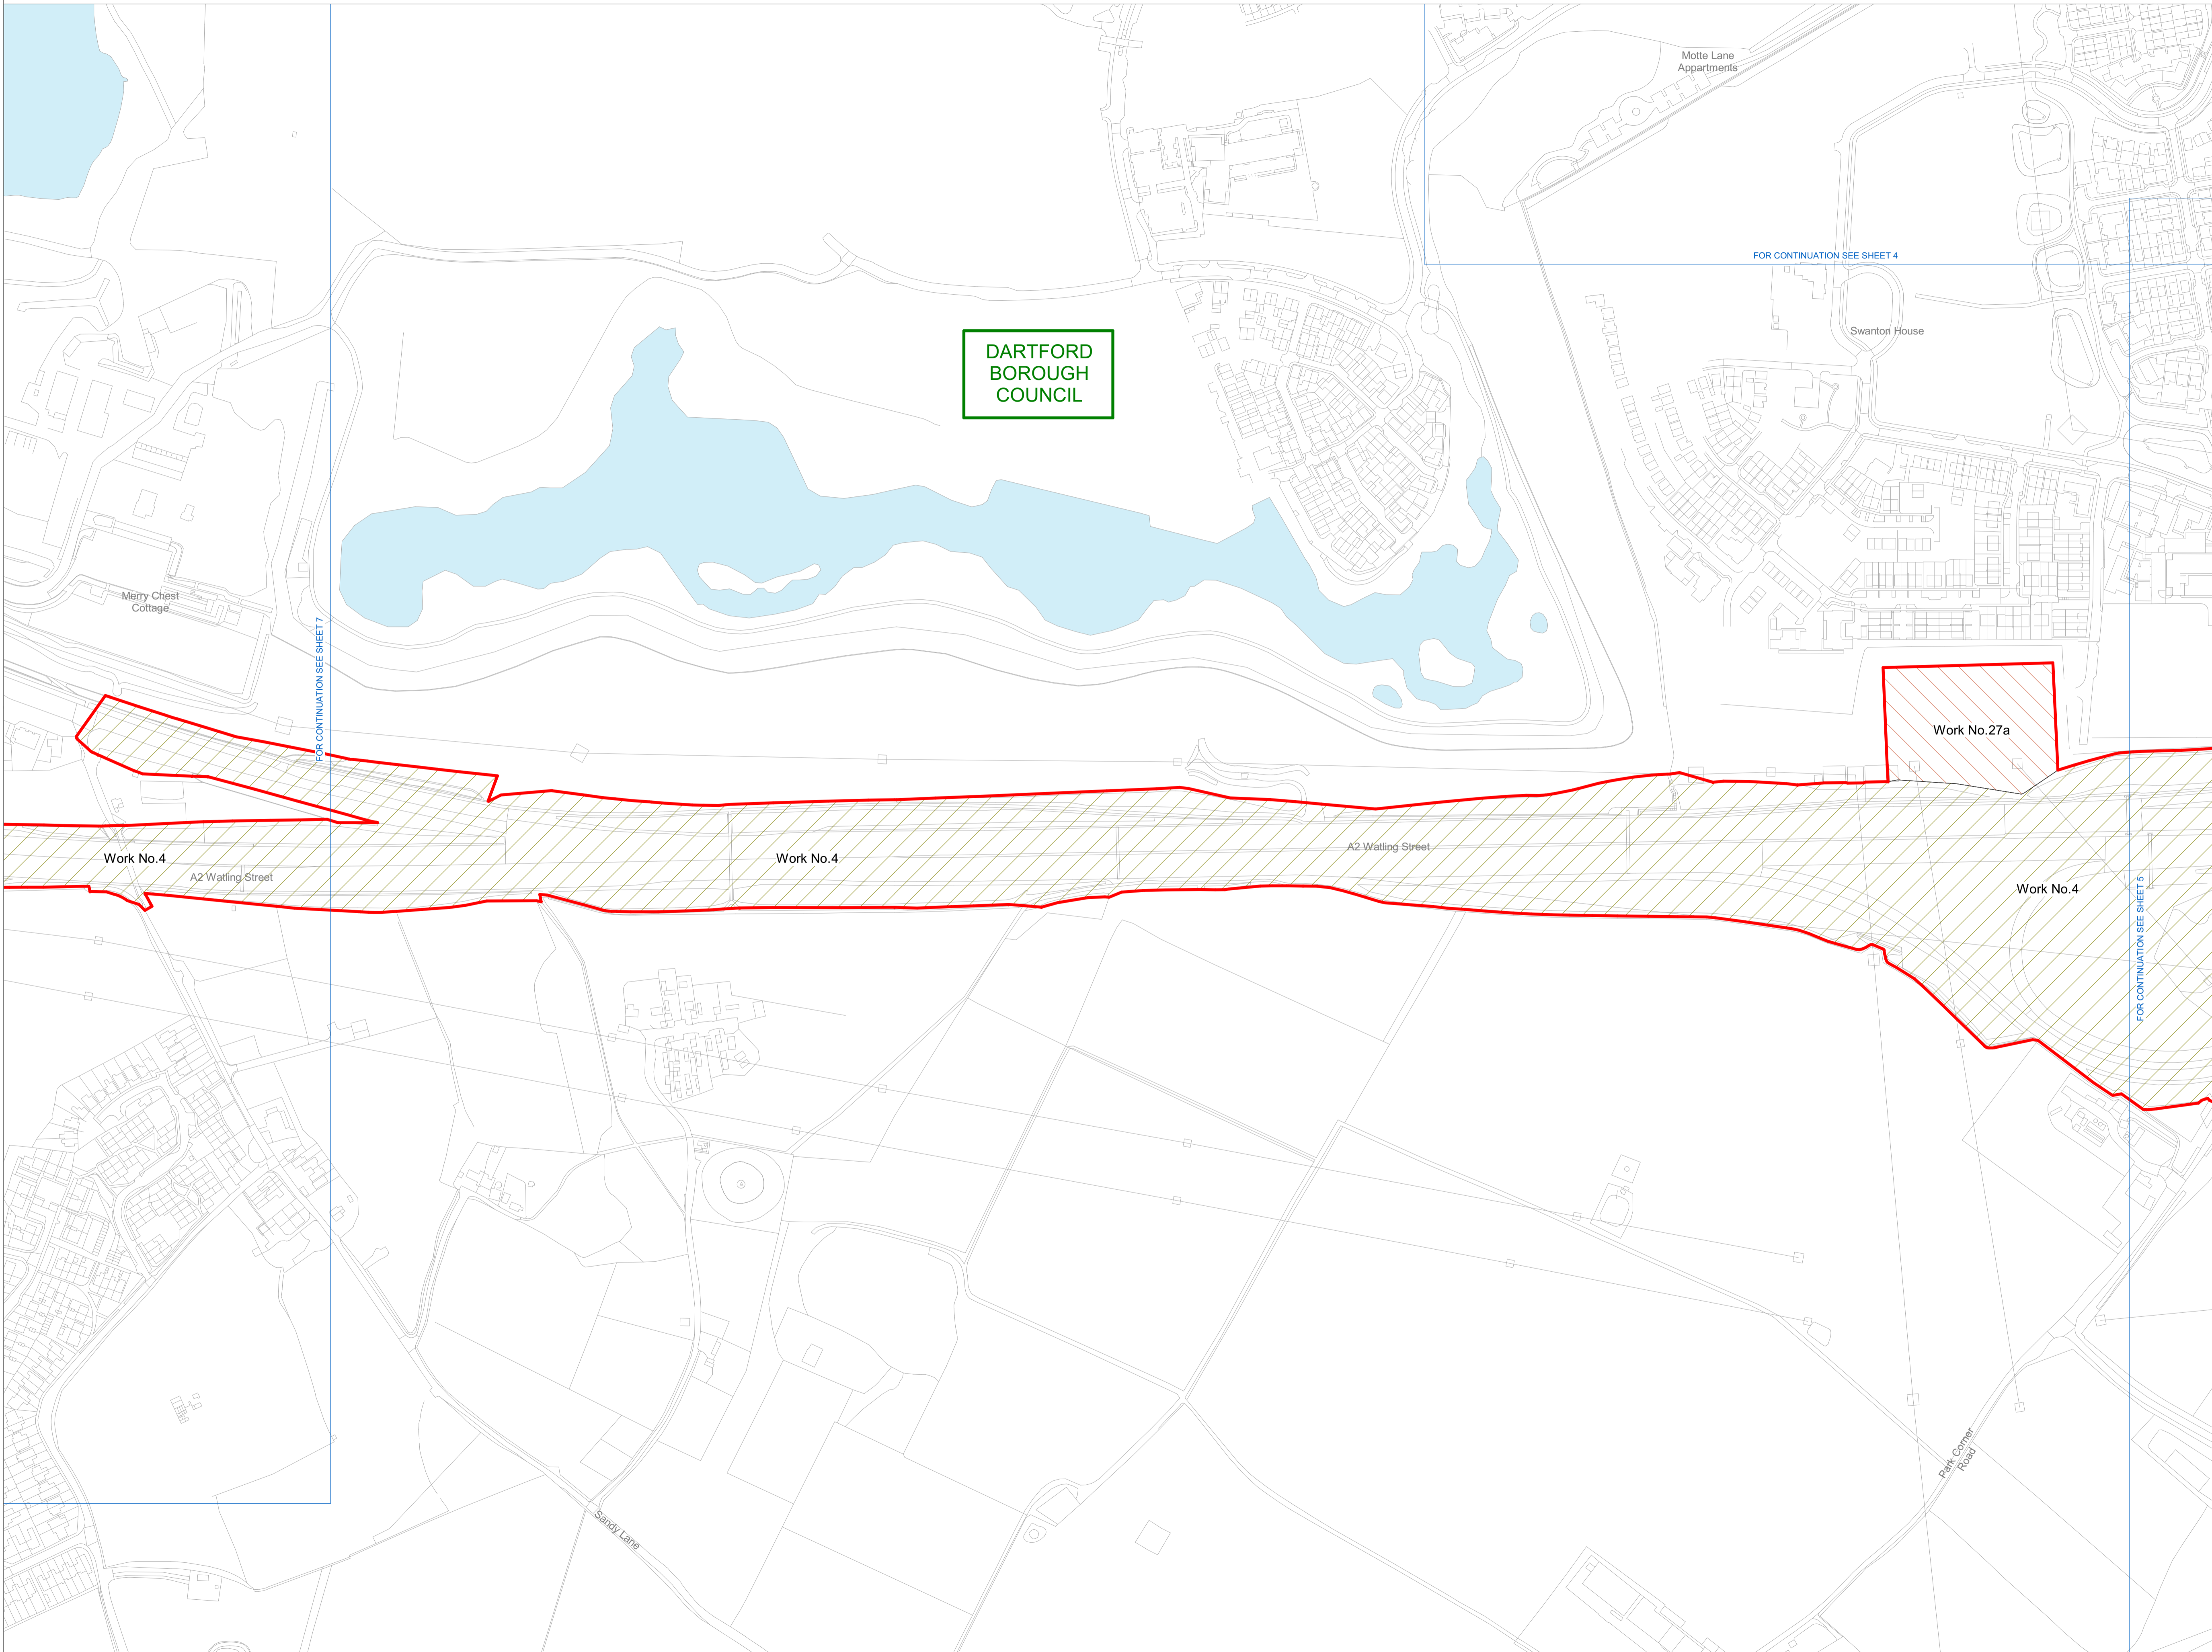 Motte Lane
Appartments
FOR CONTINUATION SEE SHEET 4
Swanton House
DARTFORD
BOROUGH
COUNCIL
Merry Chest
Cottage
FOR CONTINUATION SEE SHEET 7
Work No.27a
Work No.4
A2 Watling Street
Work No.4
A2 Watling Street
Work No.4
FOR CONTINUATION SEE SHEET 5
Park Corner
Road
Sandy Lane